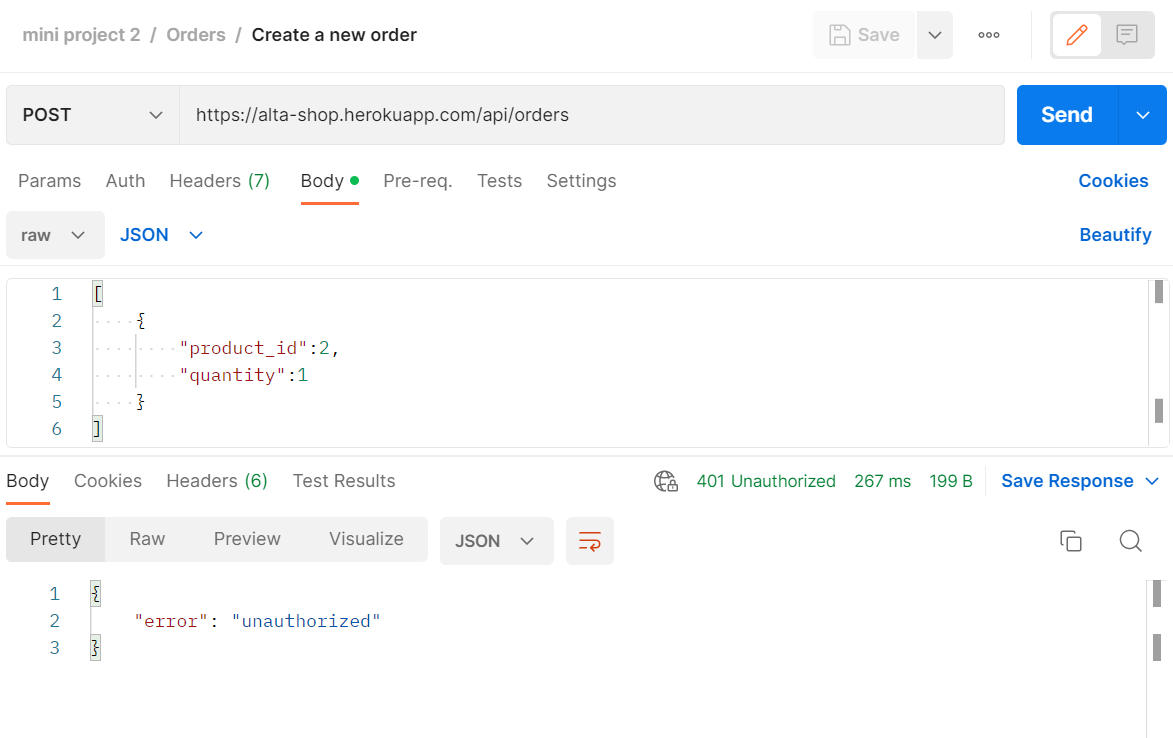 mini project 2 / Orders / Create a new order Save
POST https://alta-shop.herokuapp.com/api/orders Send
Params Auth Headers (7) Body Pre-req. Tests Settings Cookies
raw JSON Beautify
1 [
2 {
3 "product_id":2,
4 "quantity":1
5 }
6 ]
Body Cookies Headers (6) Test Results 401 Unauthorized 267 ms 199 B Save Response
Pretty Raw Preview Visualize JSON
1 {
2 "error": "unauthorized"
3 }